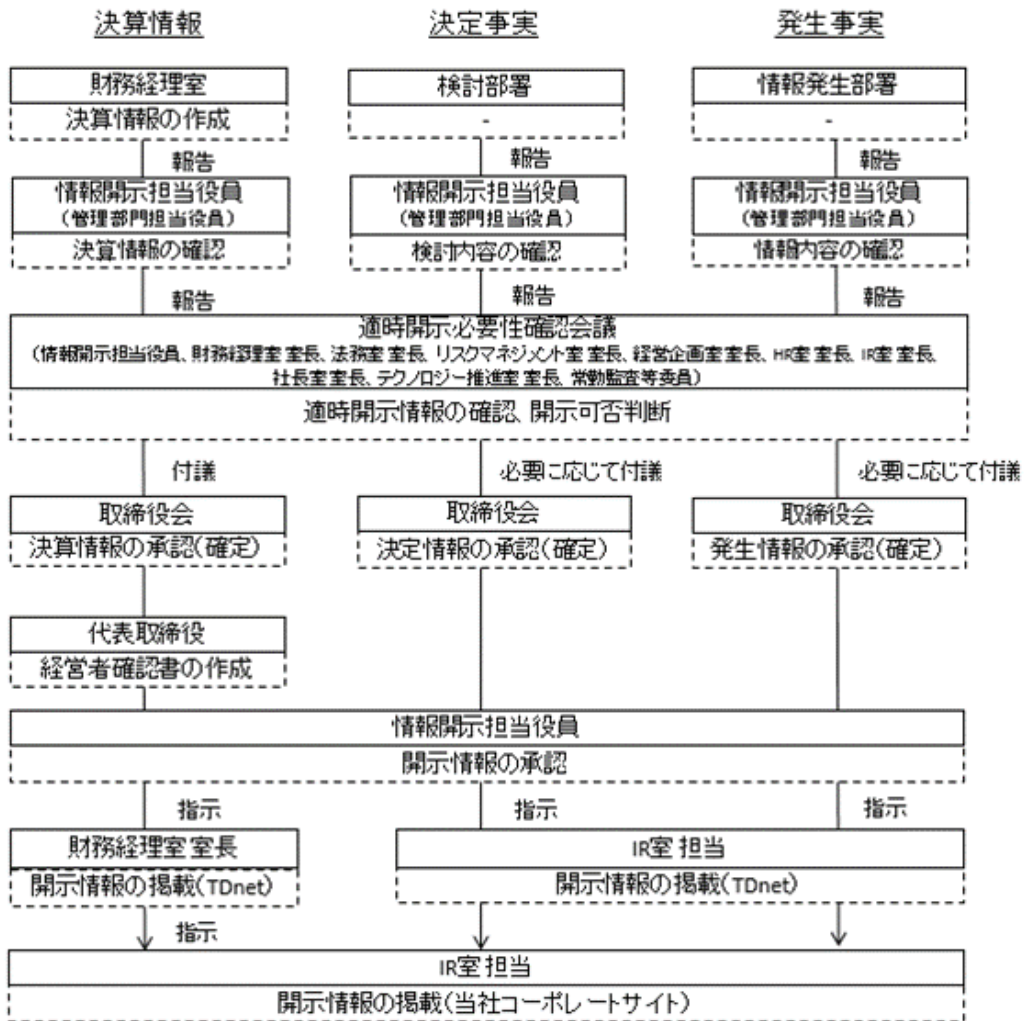 決算情報
決定事実
発生事実
財務経理室
検討部署
情報発生部署
決算情報の作成
-
-
報告
報告
報告
情報開示担当役員
(管理部門担当役員)
情報開示担当役員
(管理部門担当役員)
情報開示担当役員
(管理部門担当役員)
決算情報の確認
検討内容の確認
情報内容の確認
報告
報告
報告
適時開示必要性確認会議
(情報開示担当役員、財務経理室 室長、法務室 室長、リスクマネジメント室 室長、経営企画室 室長、HR室 室長、IR室 室長、
社長室 室長、テクノロジー推進室 室長、常勤監査等委員)
適時開示情報の確認、開示可否判断
付議
必要に応じて付議
必要に応じて付議
取締役会
取締役会
取締役会
決算情報の承認(確定)
決定情報の承認(確定)
発生情報の承認(確定)
代表取締役
経営者確認書の作成
情報開示担当役員
開示情報の承認
指示
指示
指示
財務経理室 室長
IR室 担当
開示情報の掲載(TDnet)
開示情報の掲載(TDnet)
指示
IR室 担当
開示情報の掲載(当社コーポレートサイト)